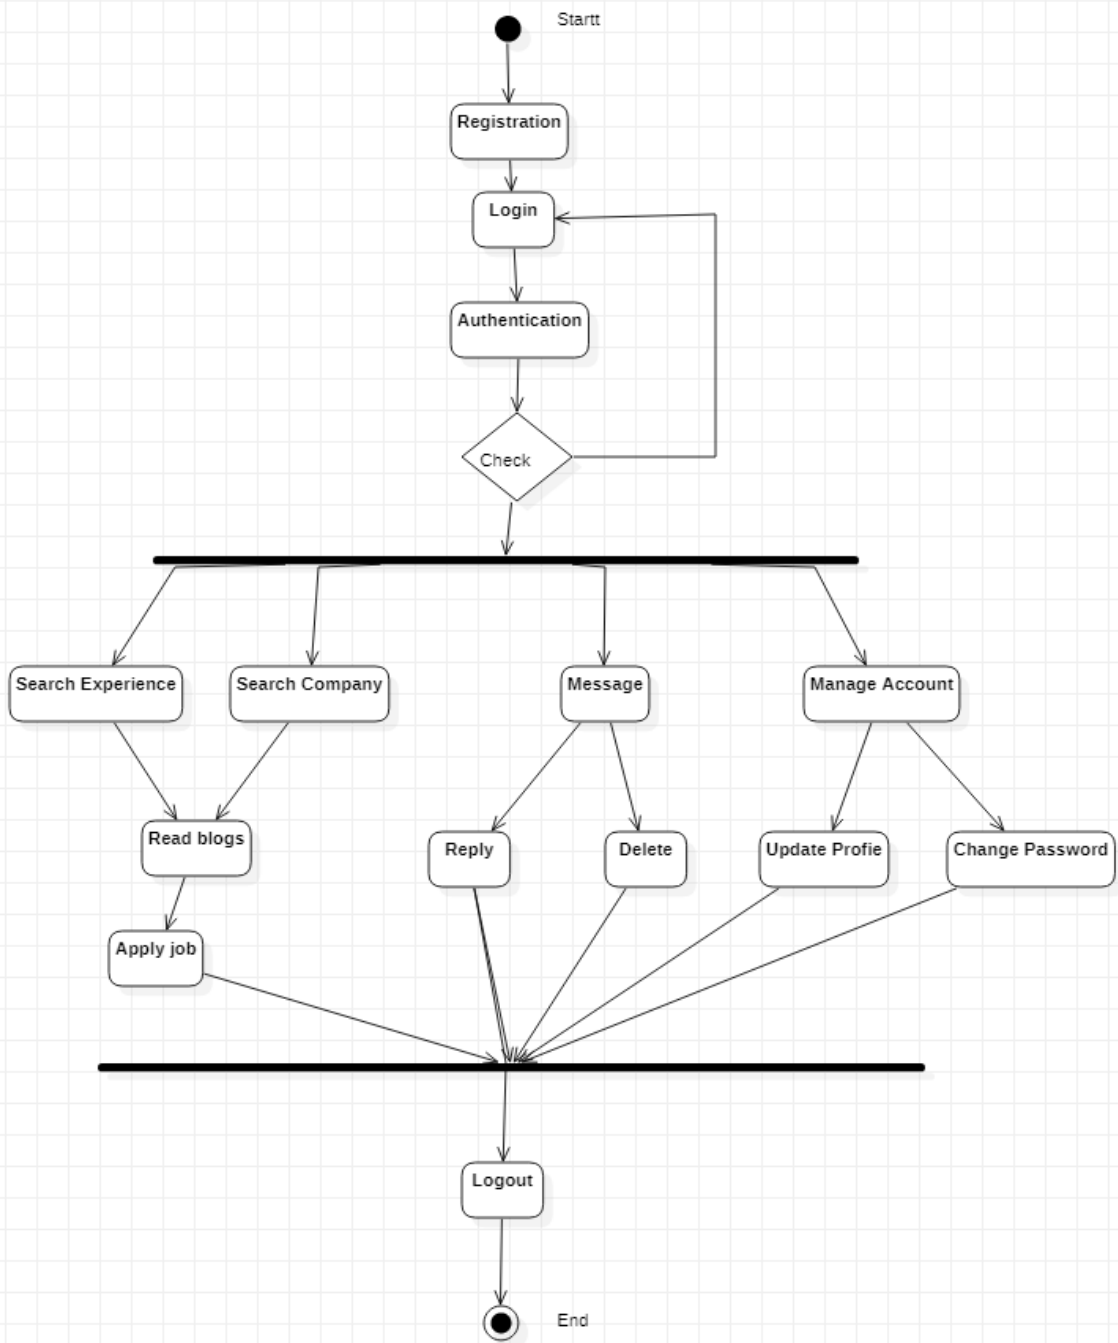 Startt
Registration
Login
Authentication
Check
Search Experience
Search Company
Message
Manage Account
Read blogs
Reply
Delete
Update Profie
Change Password
Apply job
Logout
End